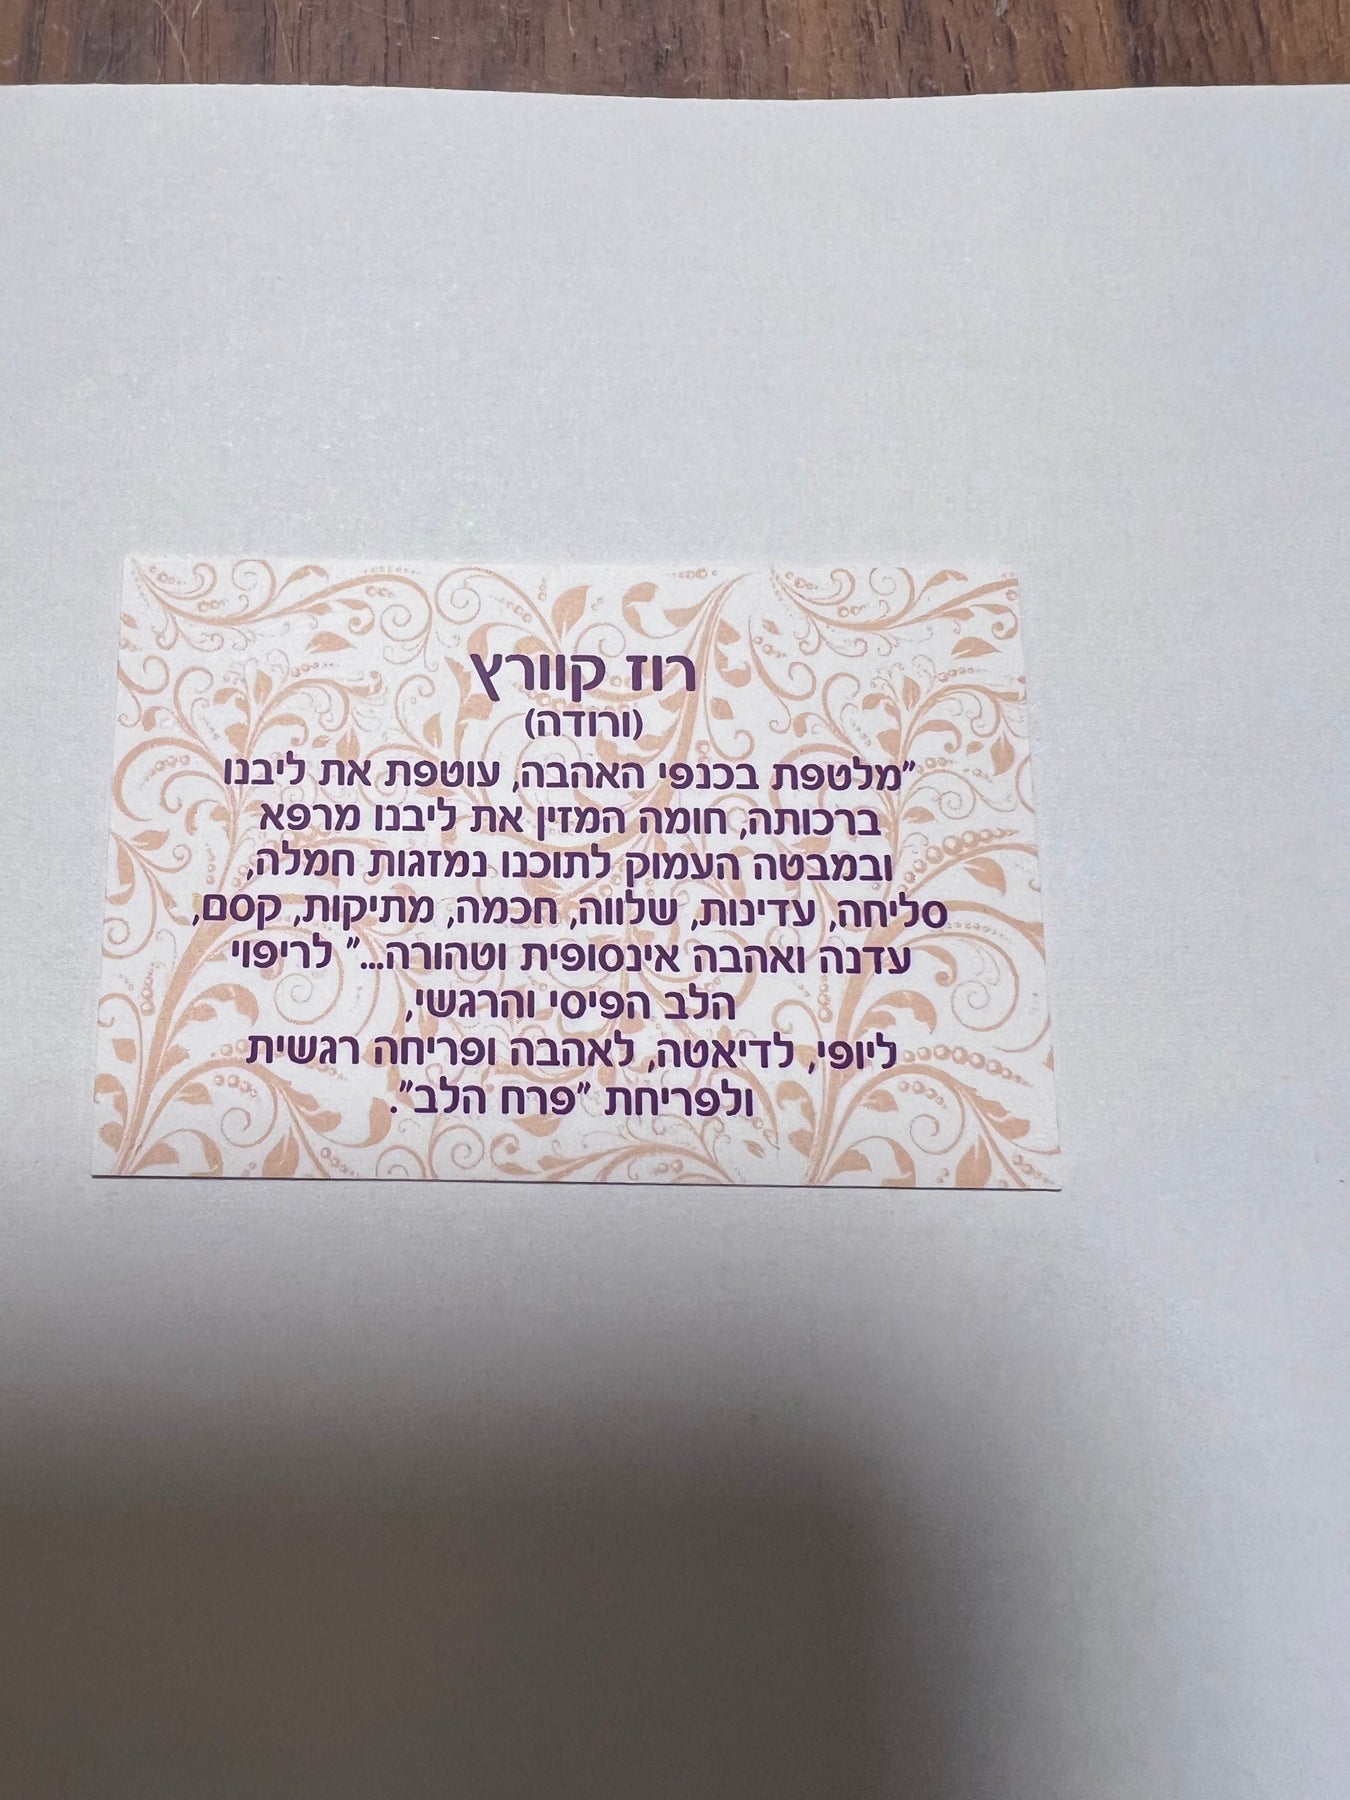 רוז קוורץ
(ורודה)
"מלטפת בכנפי האהבה, עוטפת את ליבנו
ברכותה, חומה המזין את ליבנו מרפא
ובמבטה העמוק לתוכנו נמזגות חמלה,
סליחה, עדינות, שלווה, חכמה, מתיקות, קסם,
עדנה ואהבה אינסופית וטהורה..." לריפוי
הלב הפיסי והרגשי,
ליופי, לדיאטה, לאהבה ופריחה רגשית
ולפריחת "פרח הלב".